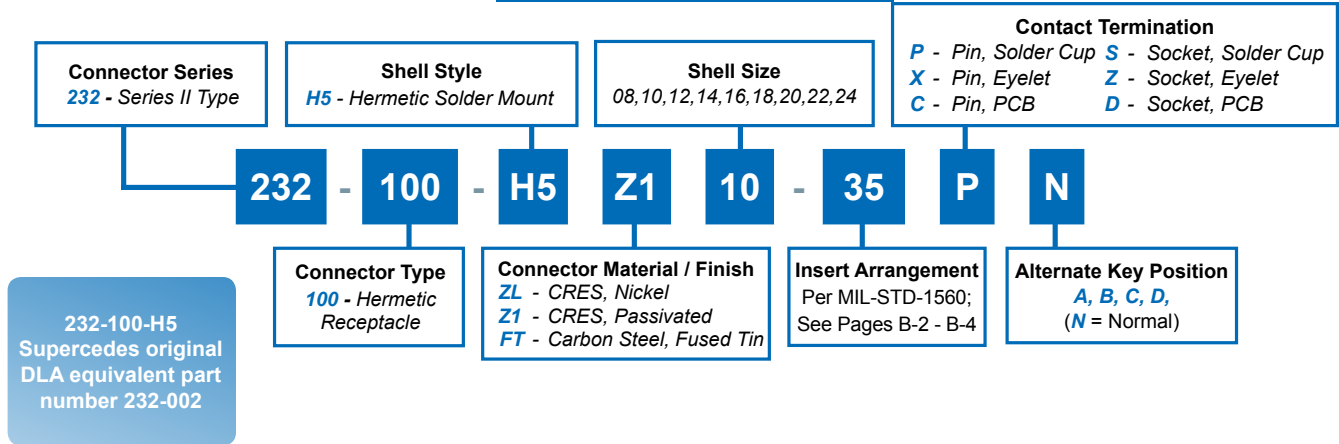 Connector Series
232 - Series II Type
Shell Style
H5 - Hermetic Solder Mount
Shell Size
08,10,12,14,16,18,20,22,24
Contact Termination
P - Pin, Solder Cup S - Socket, Solder Cup
X - Pin, Eyelet Z - Socket, Eyelet
C - Pin, PCB D - Socket, PCB
232 - 100 - H5 Z1 10 - 35 P N
Connector Type
100 - Hermetic
Receptacle
Connector Material / Finish
ZL - CRES, Nickel
Z1 - CRES, Passivated
FT - Carbon Steel, Fused Tin
Insert Arrangement
Per MIL-STD-1560;
See Pages B-2 - B-4
Alternate Key Position
A, B, C, D,
(N = Normal)
232-100-H5
Supercedes original
DLA equivalent part
number 232-002